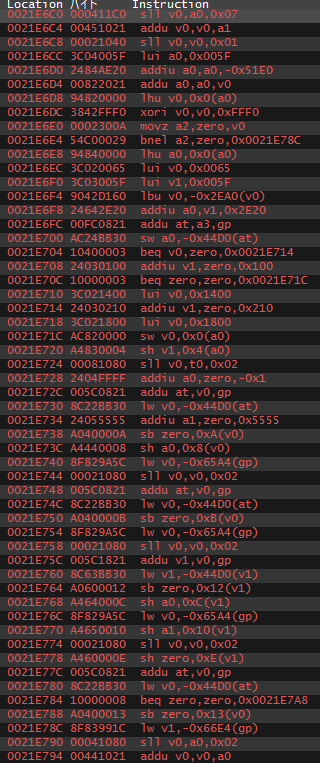 Location バイト Instruction
0021E6C0 000411C0 sll v0,a0,0x07
0021E6C4 00451021 addu v0,v0,a1
0021E6C8 00021040 sll v0,v0,0x01
0021E6CC 3C04005F lui a0,0x005F
0021E6D0 2484AE20 addiu a0,a0,-0x51E0
0021E6D4 00822021 addu a0,a0,v0
0021E6D8 94820000 lhu v0,0x0(a0)
0021E6DC 3842FFF0 xori v0,v0,0xFFF0
0021E6E0 0002300A movz a2,zero,v0
0021E6E4 54C00029 bnel a2,zero,0x0021E78C
0021E6E8 94840000 lhu a0,0x0(a0)
0021E6EC 3C020065 lui v0,0x0065
0021E6F0 3C03005F lui v1,0x005F
0021E6F4 9042D160 lbu v0,-0x2EA0(v0)
0021E6F8 24642E20 addiu a0,v1,0x2E20
0021E6FC 00FC0821 addu at,a3,gp
0021E700 AC24BB30 sw a0,-0x44D0(at)
0021E704 10400003 beq v0,zero,0x0021E714
0021E708 24030100 addiu v1,zero,0x100
0021E70C 10000003 beq zero,zero,0x0021E71C
0021E710 3C021400 lui v0,0x1400
0021E714 24030210 addiu v1,zero,0x210
0021E718 3C021800 lui v0,0x1800
0021E71C AC820000 sw v0,0x0(a0)
0021E720 A4830004 sh v1,0x4(a0)
0021E724 00081080 sll v0,t0,0x02
0021E728 2404FFFF addiu a0,zero,-0x1
0021E72C 005C0821 addu at,v0,gp
0021E730 8C22BB30 lw v0,-0x44D0(at)
0021E734 24055555 addiu a1,zero,0x5555
0021E738 A040000A sb zero,0xA(v0)
0021E73C A4440008 sh a0,0x8(v0)
0021E740 8F829A5C lw v0,-0x65A4(gp)
0021E744 00021080 sll v0,v0,0x02
0021E748 005C0821 addu at,v0,gp
0021E74C 8C22BB30 lw v0,-0x44D0(at)
0021E750 A040000B sb zero,0xB(v0)
0021E754 8F829A5C lw v0,-0x65A4(gp)
0021E758 00021080 sll v0,v0,0x02
0021E75C 005C1821 addu v1,v0,gp
0021E760 8C63BB30 lw v1,-0x44D0(v1)
0021E764 A0600012 sb zero,0x12(v1)
0021E768 A464000C sh a0,0xC(v1)
0021E76C 8F829A5C lw v0,-0x65A4(gp)
0021E770 A4650010 sh a1,0x10(v1)
0021E774 00021080 sll v0,v0,0x02
0021E778 A460000E sh zero,0xE(v1)
0021E77C 005C0821 addu at,v0,gp
0021E780 8C22BB30 lw v0,-0x44D0(at)
0021E784 10000008 beq zero,zero,0x0021E7A8
0021E788 A0400013 sb zero,0x13(v0)
0021E78C 8F83991C lw v1,-0x66E4(gp)
0021E790 00041080 sll v0,a0,0x02
0021E794 00441021 addu v0,v0,a0